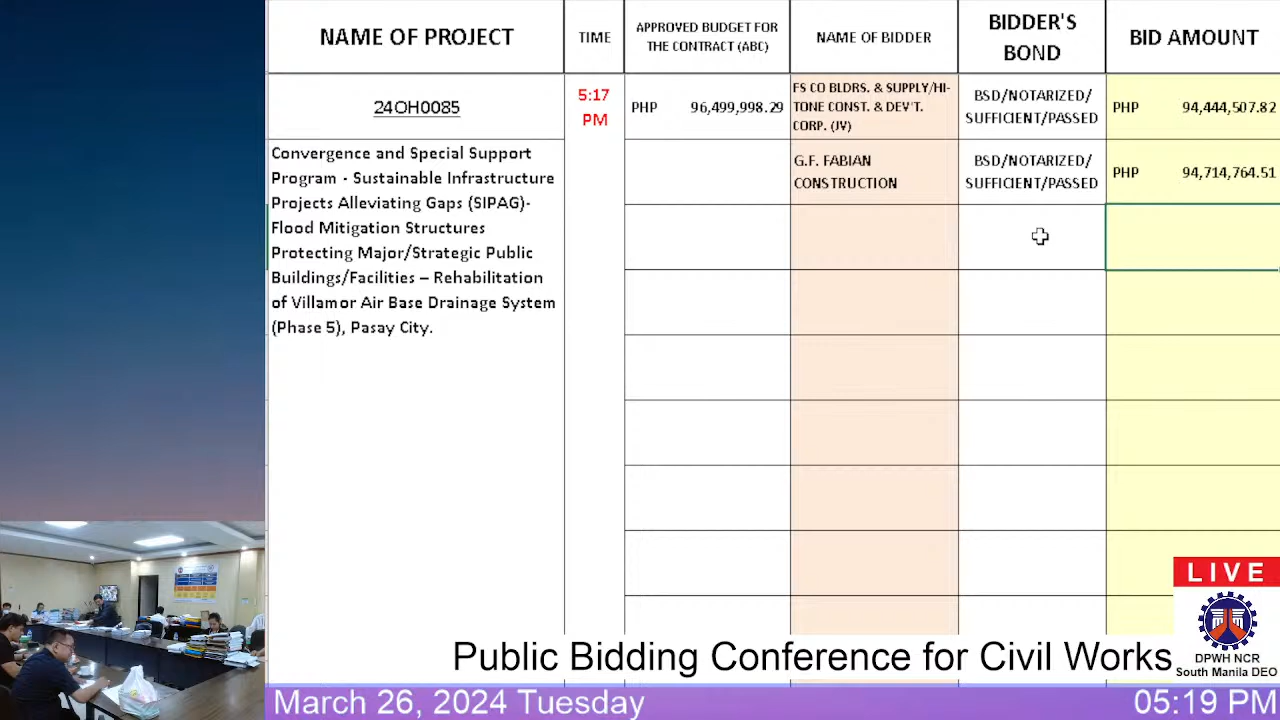 NAME OF PROJECT
TIME
APPROVED BUDGET FOR
THE CONTRACT (ABC)
NAME OF BIDDER
BIDDER'S
BOND
BID AMOUNT
24OH0085
5:17
PM
PHP 96,499,998.29
FS CO BLDRS. & SUPPLY/HI-
TONE CONST. & DEV'T.
CORP. (JV)
BSD/NOTARIZED/
SUFFICIENT/PASSED
PHP 94,444,507.82
Convergence and Special Support
Program - Sustainable Infrastructure
Projects Alleviating Gaps (SIPAG)-
Flood Mitigation Structures
Protecting Major/Strategic Public
Buildings/Facilities – Rehabilitation
of Villamor Air Base Drainage System
(Phase 5), Pasay City.
G.F. FABIAN
CONSTRUCTION
BSD/NOTARIZED/
SUFFICIENT/PASSED
PHP 94,714,764.51
LIVE
DPWH NCR
South Manila DEO
Public Bidding Conference for Civil Works
March 26, 2024 Tuesday
05:19 PM